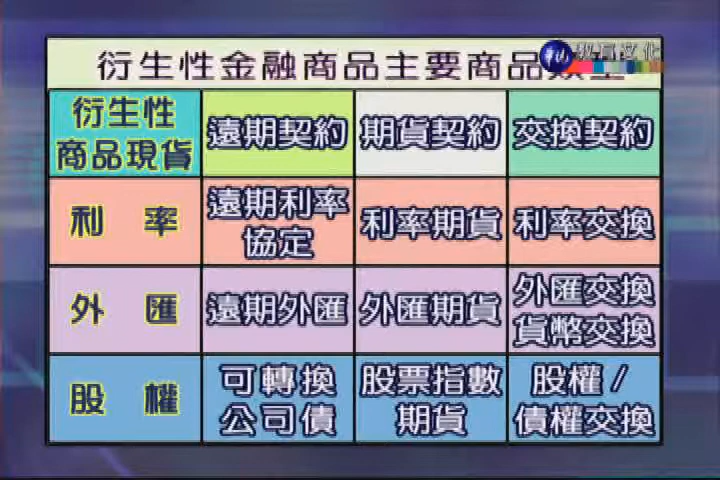 衍生性金融商品主要商品類型
教育文化
衍生性
商品現貨
遠期契約
期貨契約
交換契約
利率
遠期利率
協定
利率期貨
利率交換
外匯
遠期外匯
外匯期貨
外匯交換
貨幣交換
股權
可轉換
公司債
股票指數
期貨
股權/
債權交換